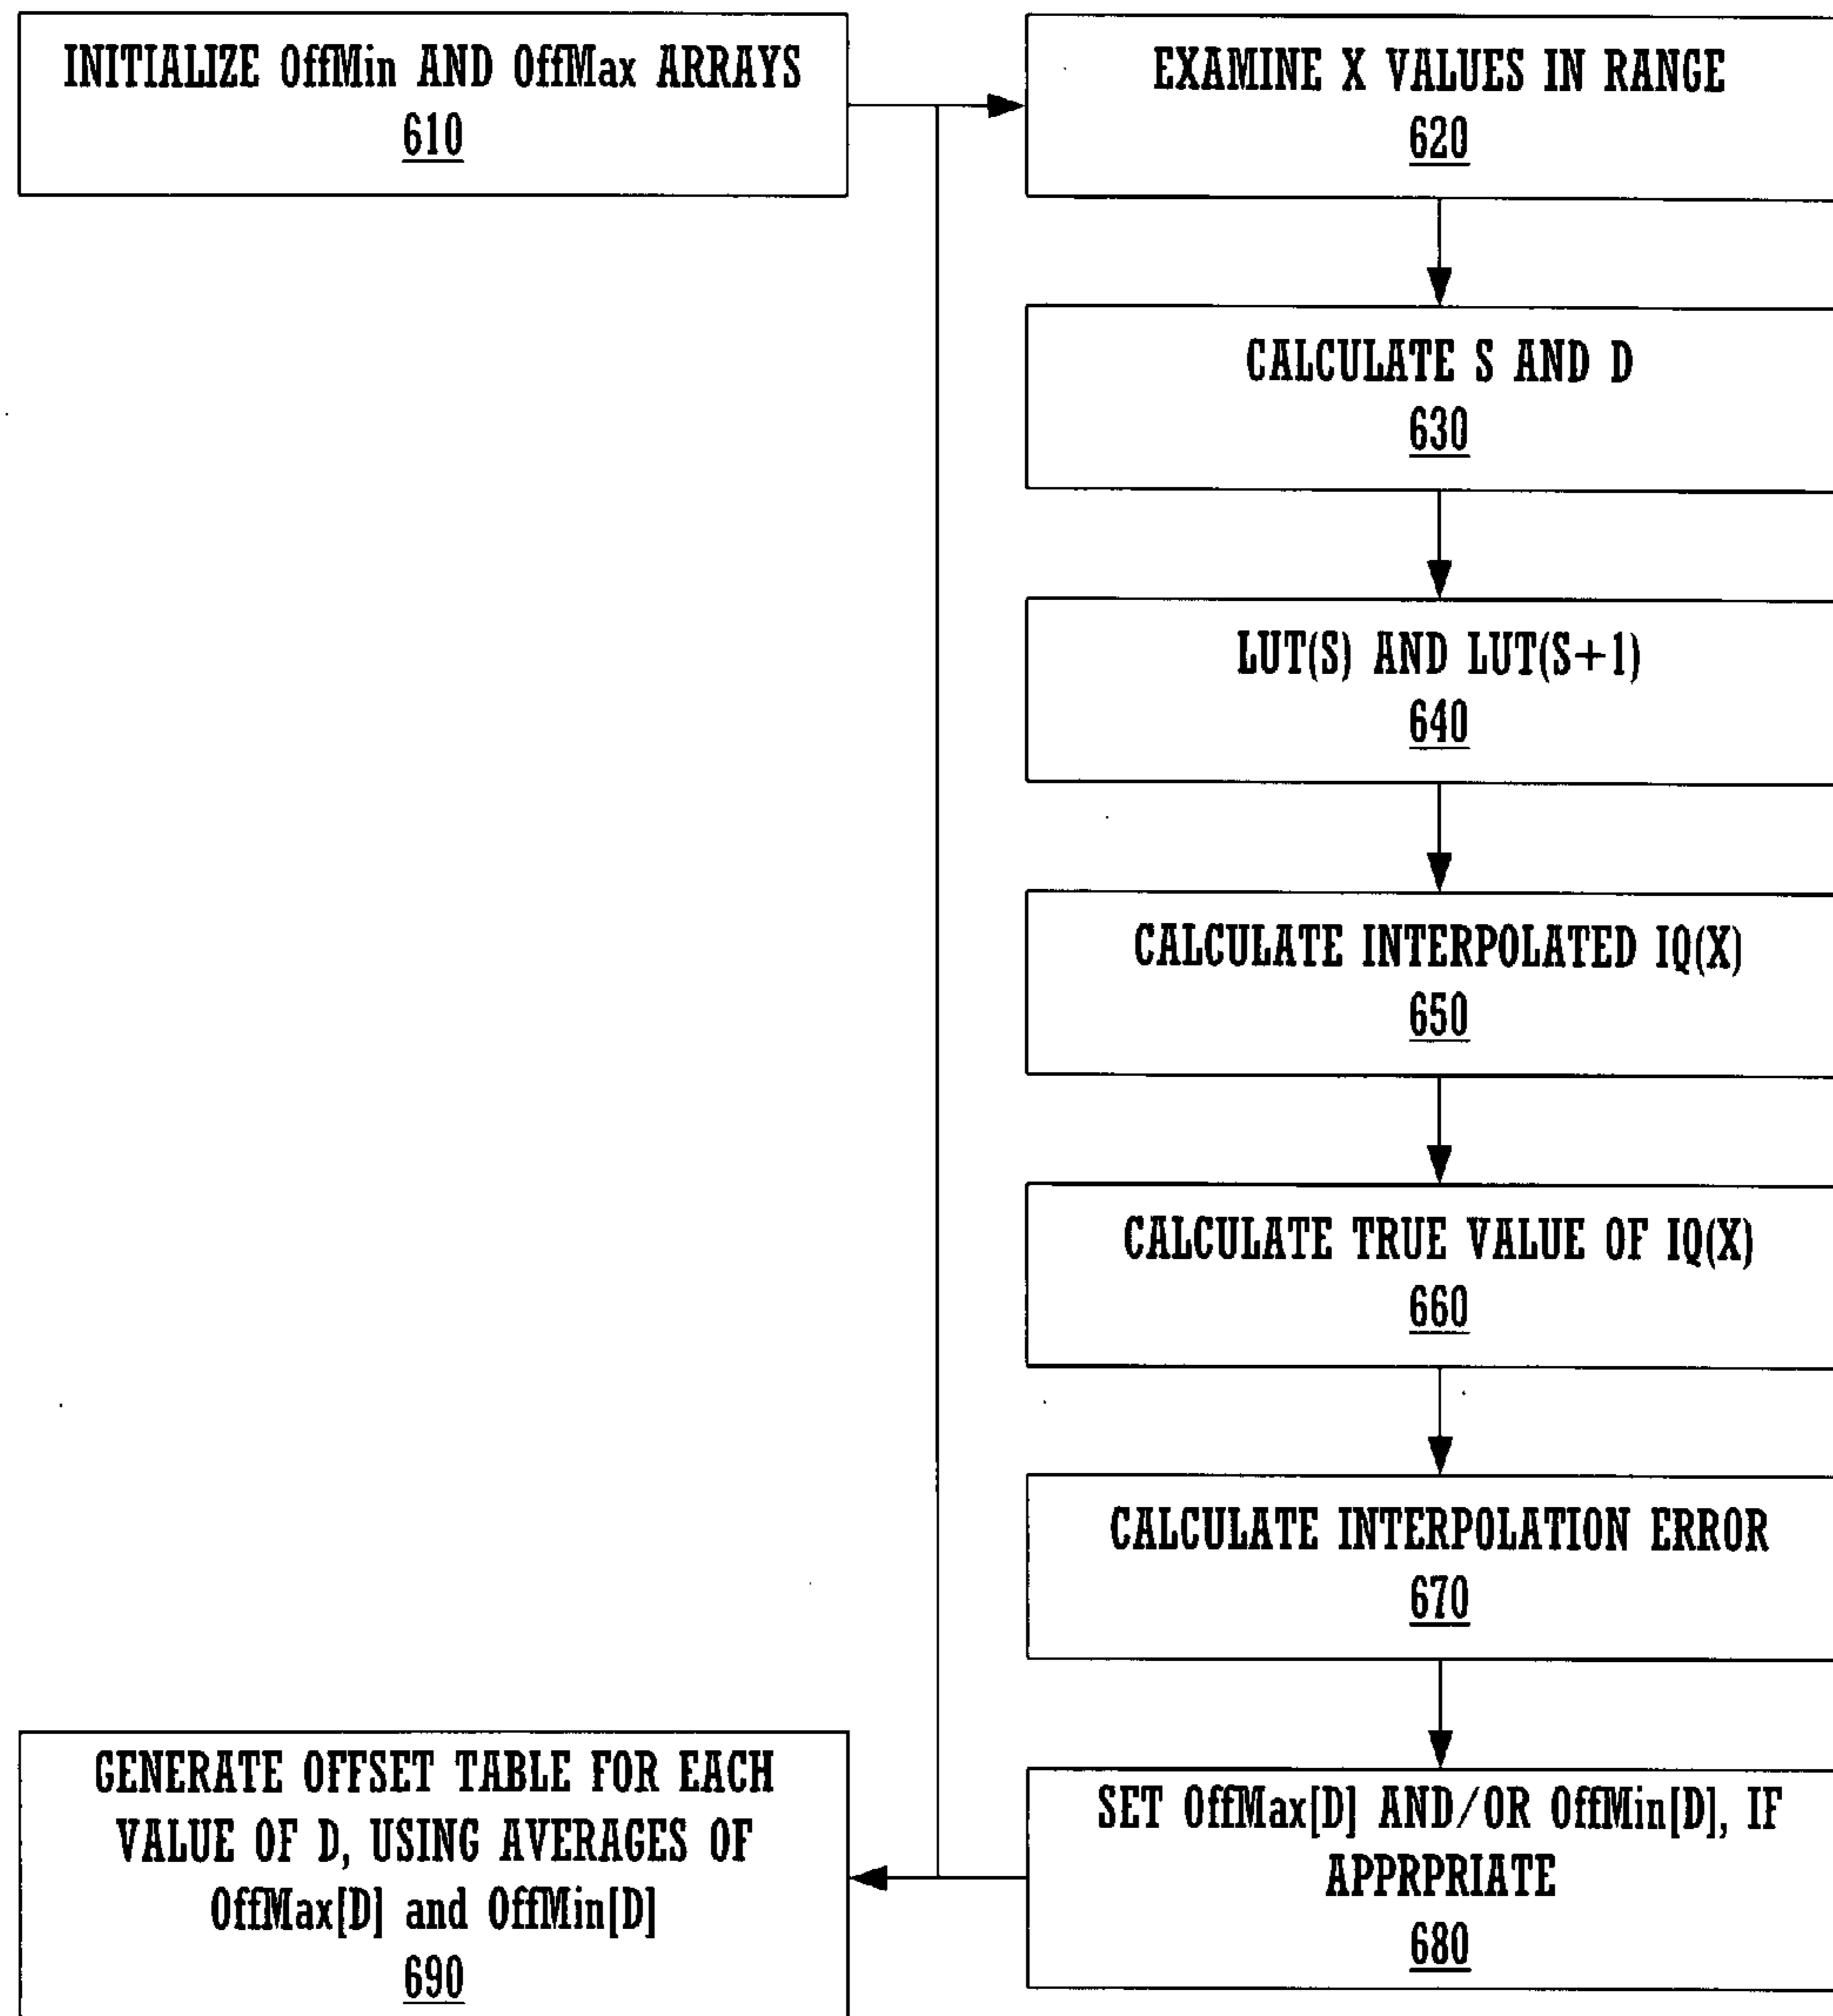 INITIALIZE OffMin AND OffMax ARRAYS
610
EXAMINE X VALUES IN RANGE
620
CALCULATE S AND D
630
LUT(S) AND LUT(S+1)
640
CALCULATE INTERPOLATED IQ(X)
650
CALCULATE TRUE VALUE OF IQ(X)
660
CALCULATE INTERPOLATION ERROR
670
SET OffMax[D] AND/OR OffMin[D], IF
APPRPRIATE
680
GENERATE OFFSET TABLE FOR EACH
VALUE OF D, USING AVERAGES OF
OffMax[D] and OffMin[D]
690